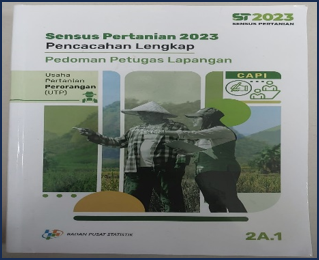 ST2023
SENSUS PERTANIAN
Sensus Pertanian 2023
Pencacahan Lengkap
Pedoman Petugas Lapangan
Usaha
Pertanian
Perorangan
(UTP)
CAPI
BADAN PUSAT STATISTIK
2A.1